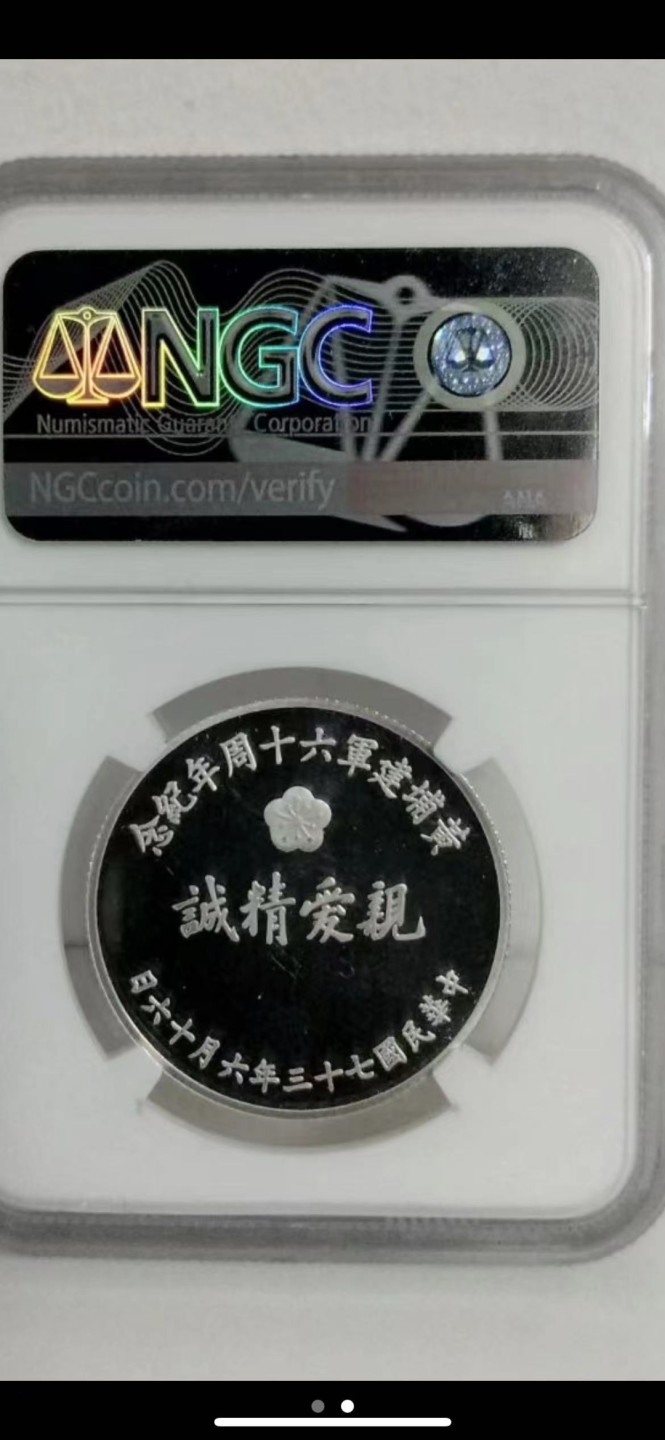 NGC
Numismatic Guaranty Corporation
NGCcoin.com/verify
黃埔建軍六十周年紀念
親愛精誠
中華民國七十三年六月十六日